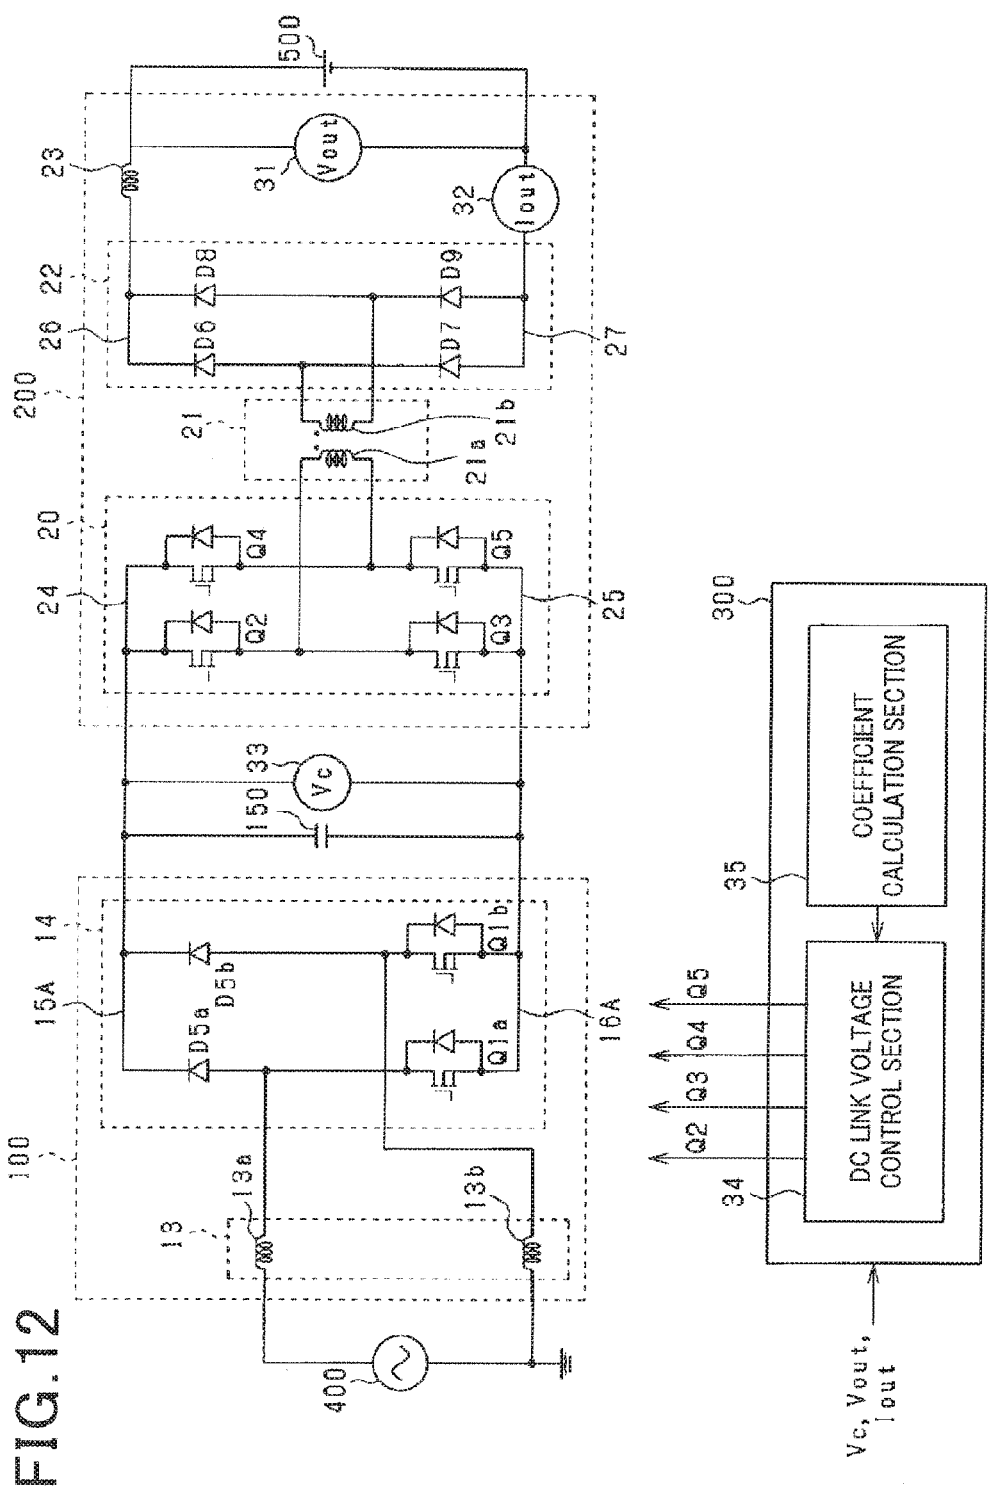 FIG.12
100
200
15A
14
24
20
26
22
23
500
D5a
D5b
Q2
Q4
21
D6
D8
31
Vout
13
13a
150
33
Vc
400
21a
21b
32
Iout
13b
Q1a
Q1b
Q3
Q5
D7
D9
16A
25
27
Q2
Q3
Q4
Q5
34
35
300
DC LINK VOLTAGE
CONTROL SECTION
COEFFICIENT
CALCULATION SECTION
Vc, Vout,
Iout